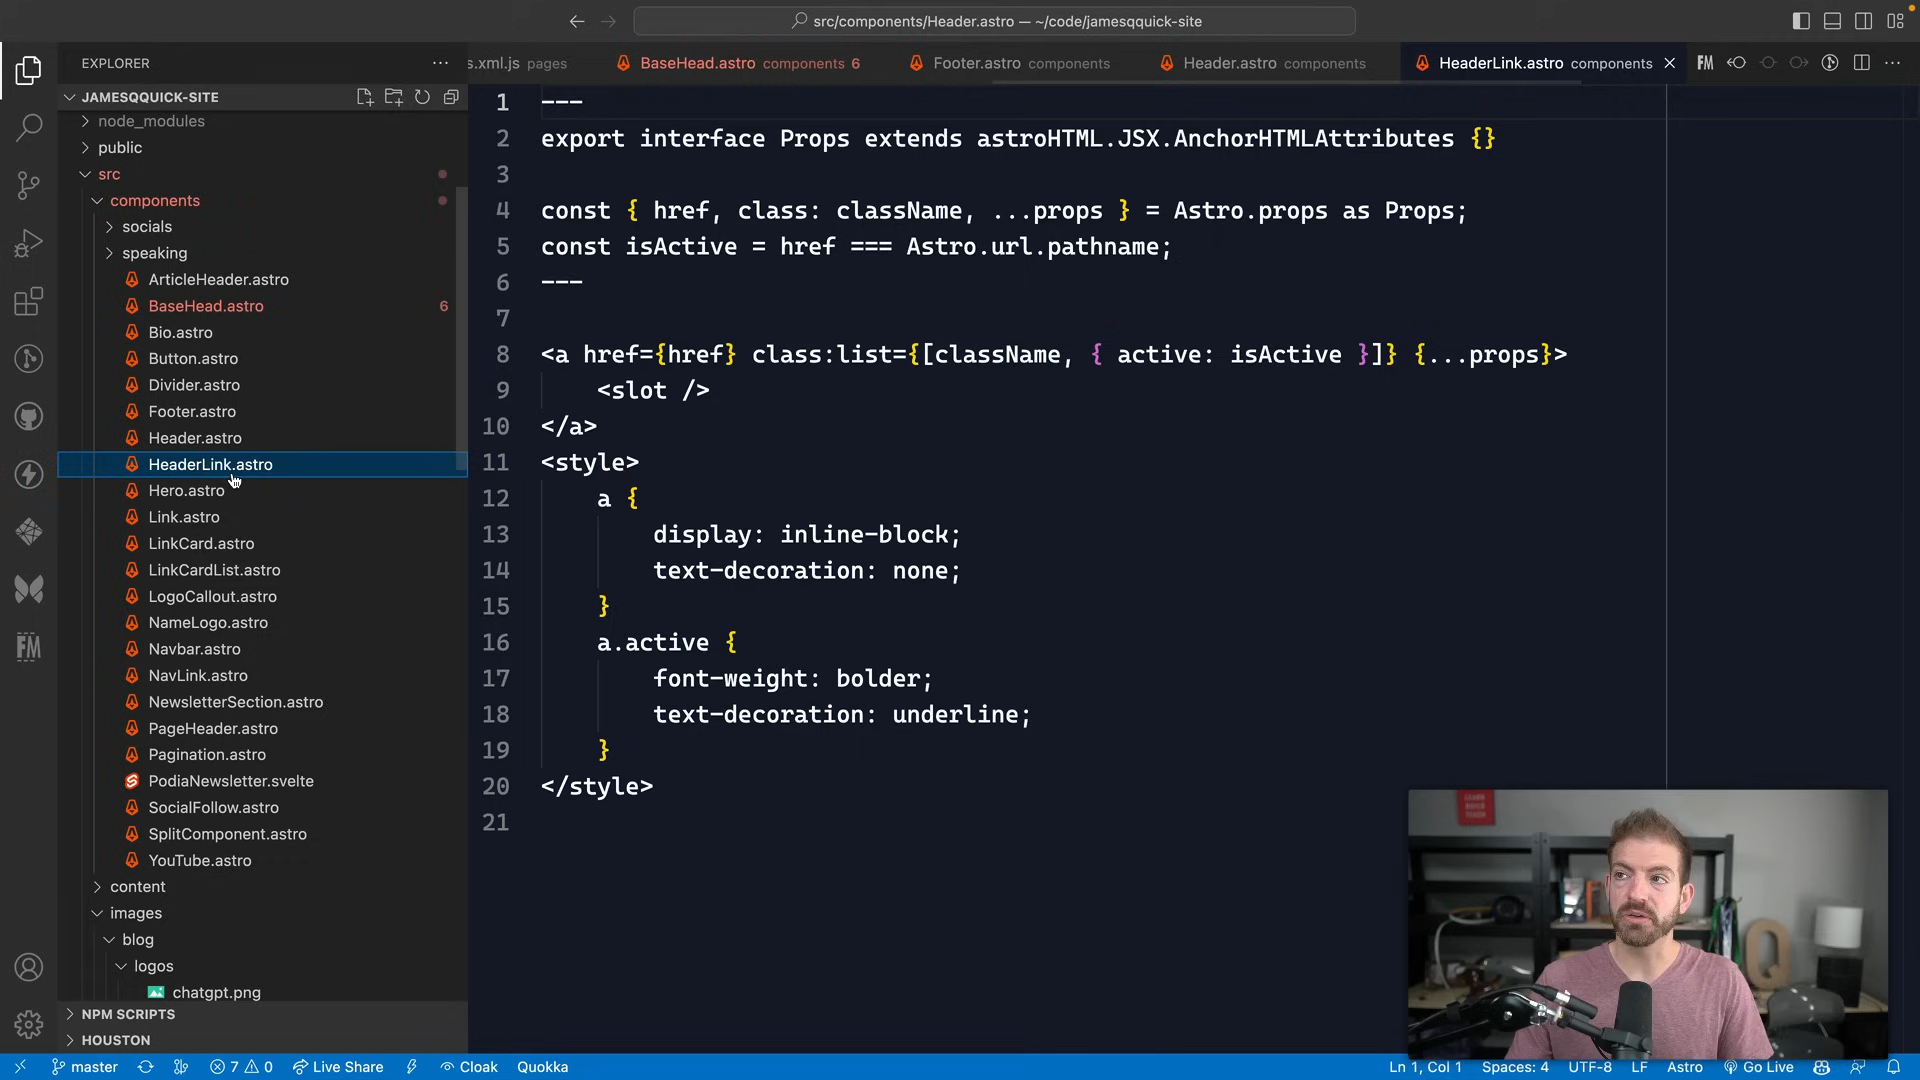 src/components/Header.astro — ~/code/jamesqquick-site
EXPLORER
s.xml.js pages
BaseHead.astro components 6
Footer.astro components
Header.astro components
HeaderLink.astro components
JAMESQQUICK-SITE
node_modules
public
src
components
socials
speaking
ArticleHeader.astro
BaseHead.astro 6
Bio.astro
Button.astro
Divider.astro
Footer.astro
Header.astro
HeaderLink.astro
Hero.astro
Link.astro
LinkCard.astro
LinkCardList.astro
LogoCallout.astro
NameLogo.astro
Navbar.astro
NavLink.astro
NewsletterSection.astro
PageHeader.astro
Pagination.astro
PodiaNewsletter.svelte
SocialFollow.astro
SplitComponent.astro
YouTube.astro
content
images
blog
logos
chatgpt.png
NPM SCRIPTS
HOUSTON
FM
FM
1 ---
2 export interface Props extends astroHTML.JSX.AnchorHTMLAttributes {}
3
4 const { href, class: className, ...props } = Astro.props as Props;
5 const isActive = href === Astro.url.pathname;
6 ---
7
8 <a href={href} class:list={[className, { active: isActive }]} {...props}>
9 <slot />
10 </a>
11 <style>
12 a {
13 display: inline-block;
14 text-decoration: none;
15 }
16 a.active {
17 font-weight: bolder;
18 text-decoration: underline;
19 }
20 </style>
21
LEARN
BUILD
TEACH
master
7 0
Live Share
Cloak
Quokka
Ln 1, Col 1
Spaces: 4
UTF-8
LF
Astro
Go Live